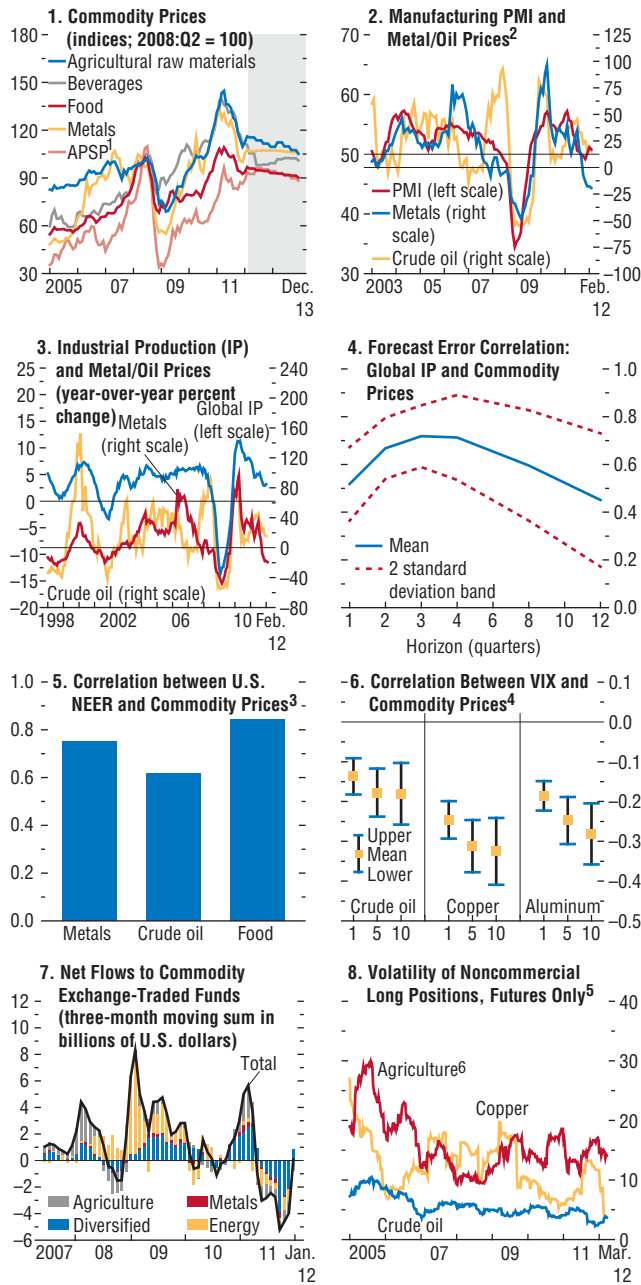 1. Commodity Prices
(indices; 2008:Q2 = 100)
180
150
120
90
60
30
Agricultural raw materials
Beverages
Food
Metals
APSP1
2005 07 09 11 Dec.
13
2. Manufacturing PMI and
Metal/Oil Prices2
70
60
50
40
30
125
100
75
50
25
0
–25
–50
–75
–100
PMI (left scale)
Metals (right
scale)
Crude oil (right scale)
2003 05 07 09 Feb.
12
3. Industrial Production (IP)
and Metal/Oil Prices
(year-over-year percent
change)
25
20
15
10
5
0
–5
–10
–15
–20
240
200
160
120
80
40
0
–40
–80
Global IP
(left scale)
Metals
(right scale)
Crude oil (right scale)
1998 2002 06 10 Feb.
12
4. Forecast Error Correlation:
Global IP and Commodity
Prices
1.0
0.8
0.6
0.4
0.2
0.0
Mean
2 standard
deviation band
1 2 3 4 6 8 10 12
Horizon (quarters)
5. Correlation between U.S.
NEER and Commodity Prices3
1.0
0.8
0.6
0.4
0.2
0.0
Metals Crude oil Food
6. Correlation Between VIX and
Commodity Prices4
0.1
0.0
–0.1
–0.2
–0.3
–0.4
–0.5
Upper
Mean
Lower
Crude oil Copper Aluminum
1 5 10 1 5 10 1 5 10
7. Net Flows to Commodity
Exchange-Traded Funds
(three-month moving sum in
billions of U.S. dollars)
12
10
8
6
4
2
0
–2
–4
–6
Total
Agriculture Metals
Diversified Energy
2007 08 09 10 11 Jan.
12
8. Volatility of Noncommercial
Long Positions, Futures Only5
40
30
20
10
0
Agriculture6
Copper
Crude oil
2005 07 09 11 Mar.
12